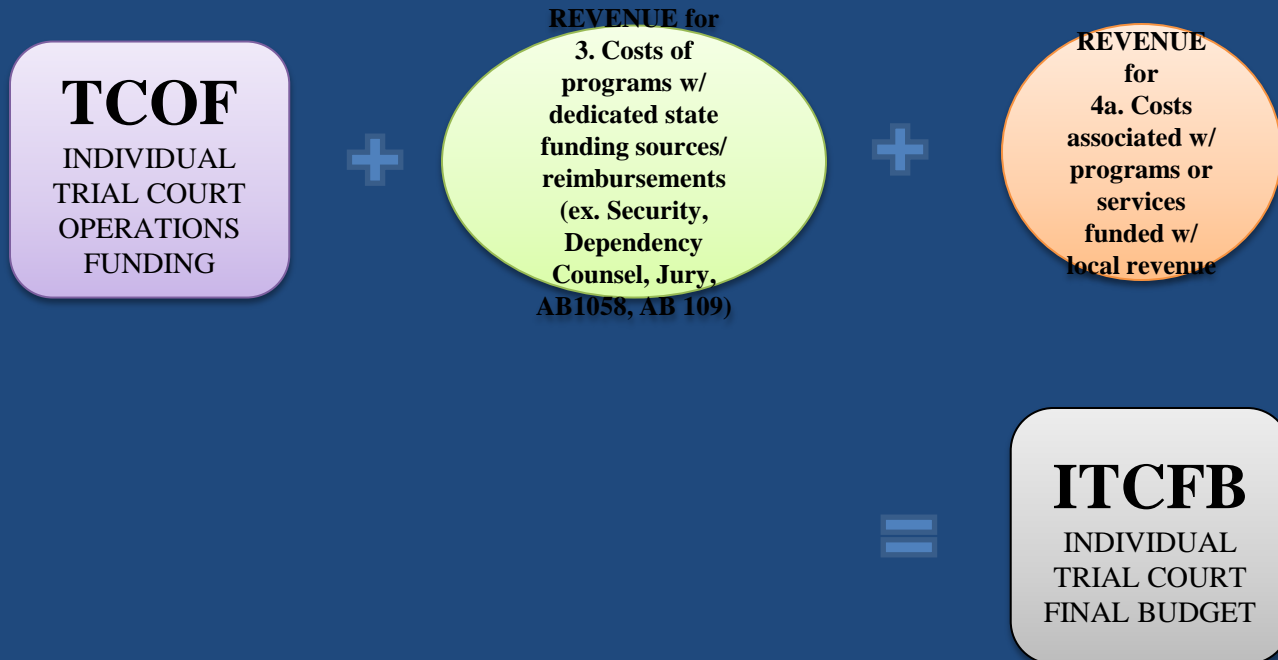 TCOF
INDIVIDUAL
TRIAL COURT
OPERATIONS
FUNDING
REVENUE for
3. Costs of
programs w/
dedicated state
funding sources/
reimbursements
(ex. Security,
Dependency
Counsel, Jury,
AB1058, AB 109)
REVENUE
for
4a. Costs
associated w/
programs or
services
funded w/
local revenue
ITCFB
INDIVIDUAL
TRIAL COURT
FINAL BUDGET